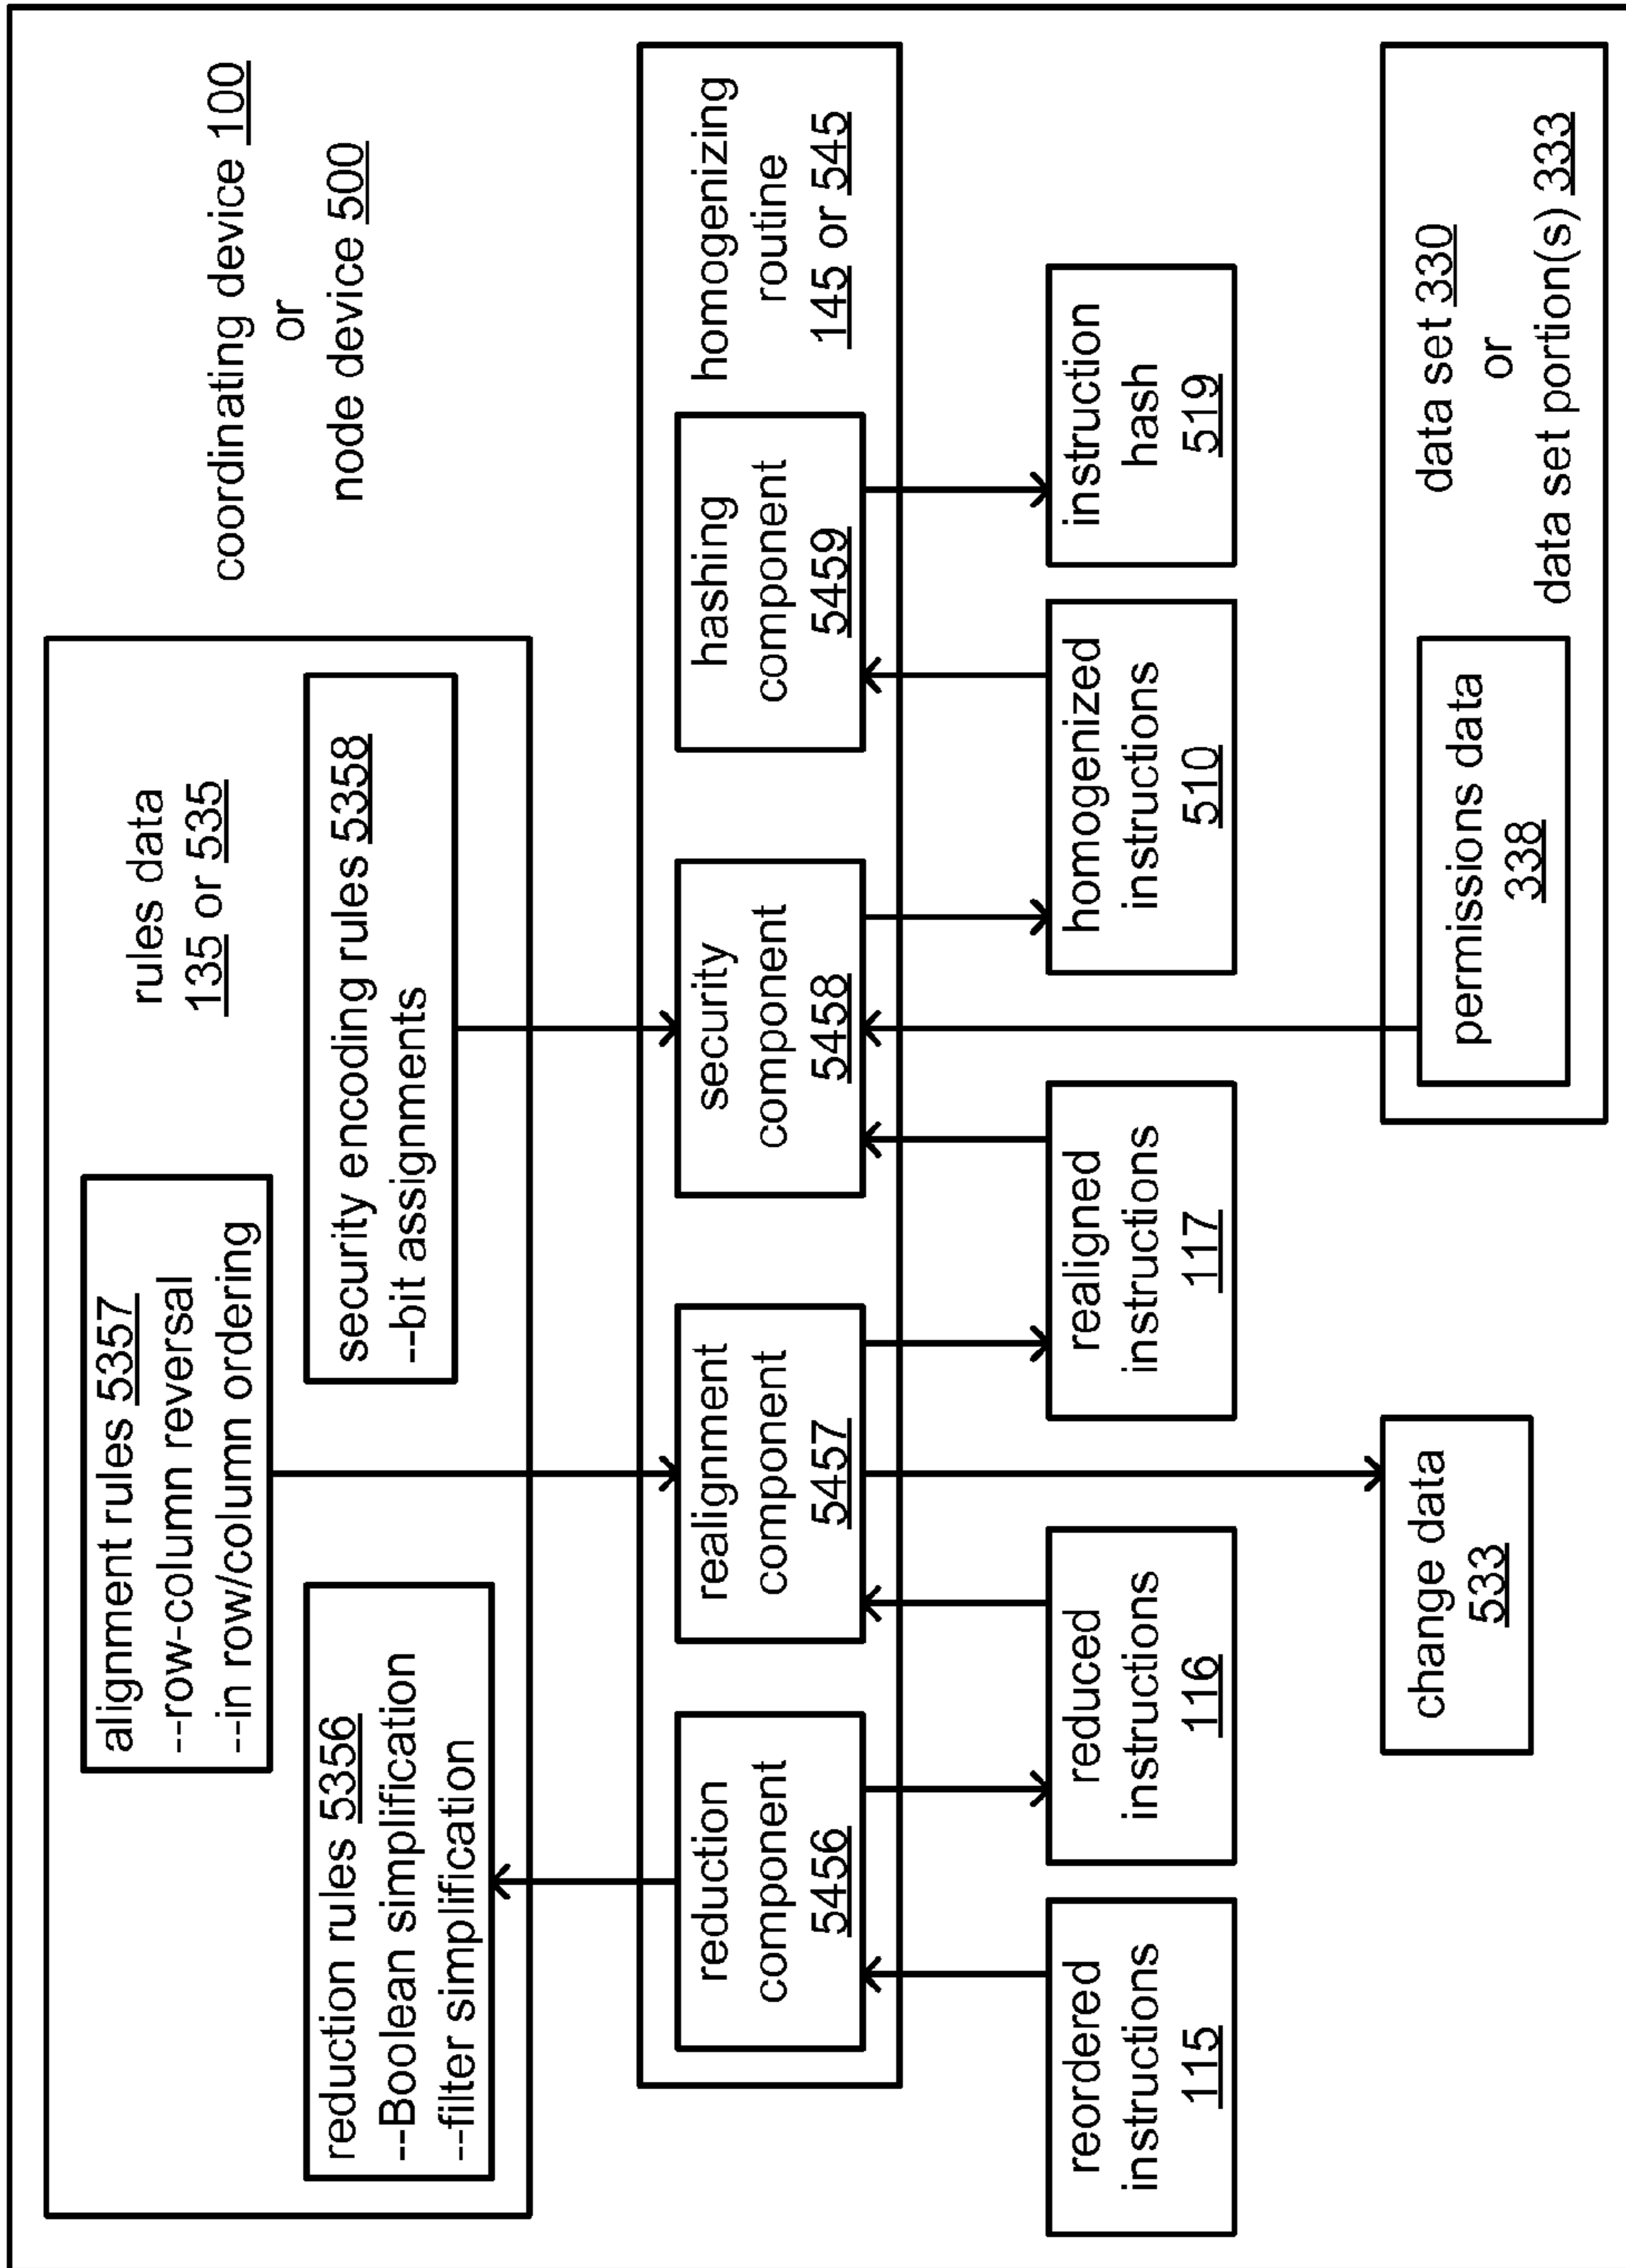 coordinating device 100
or
node device 500
rules data
135 or 535
alignment rules 5357
--row-column reversal
--in row/column ordering
reduction rules 5356
--Boolean simplification
--filter simplification
security encoding rules 5358
--bit assignments
homogenizing
routine
145 or 545
reduction
component
5456
realignment
component
5457
security
component
5458
hashing
component
5459
reordered
instructions
115
reduced
instructions
116
realigned
instructions
117
homogenized
instructions
510
instruction
hash
519
change data
533
permissions data
338
data set 330
or
data set portion(s) 333